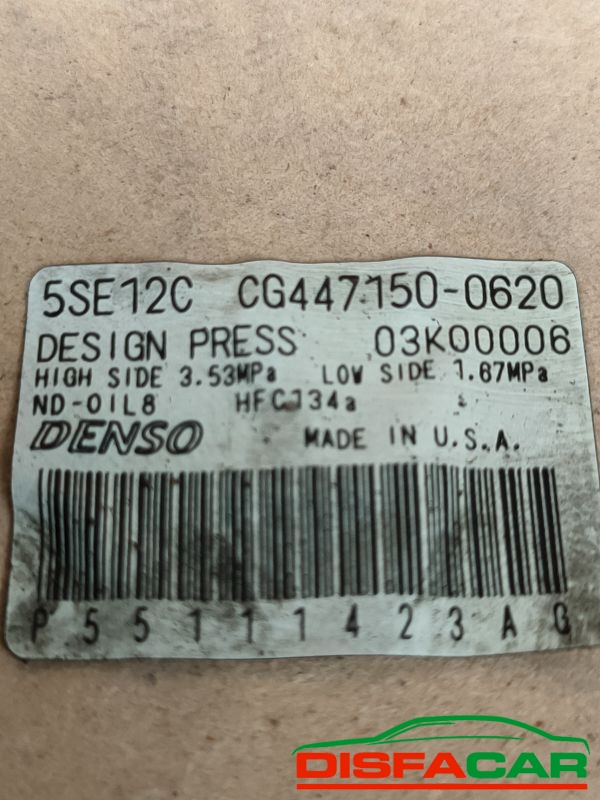 5SE12C CG447150-0620
DESIGN PRESS 03K00006
HIGH SIDE 3.53MPa LOW SIDE 1.67MPa
ND-OIL8 HFC134a
DENSO MADE IN U.S.A.
P55111423AG
DISFACAR